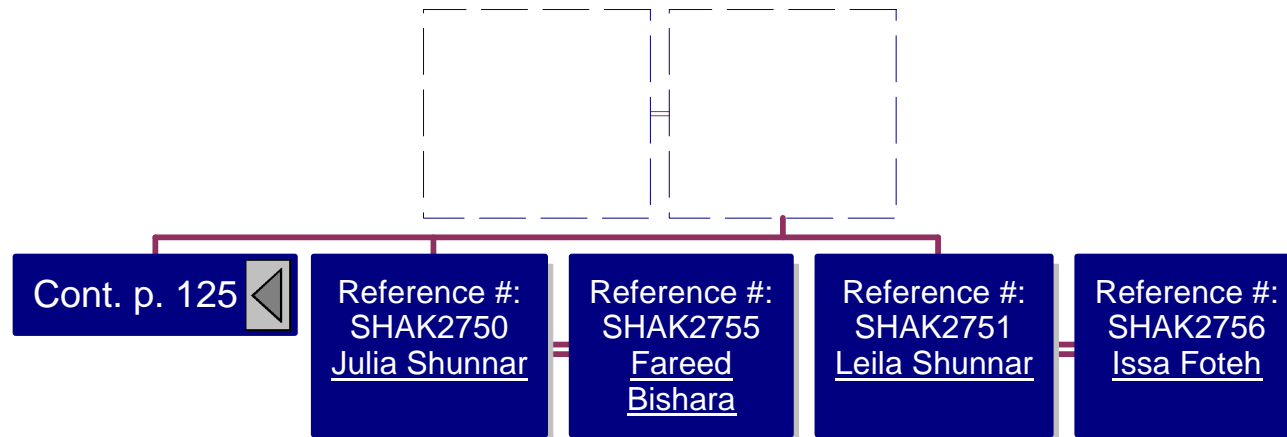 Cont. p. 125
Reference #:
SHAK2750
Julia Shunnar
Reference #:
SHAK2755
Fareed
Bishara
Reference #:
SHAK2751
Leila Shunnar
Reference #:
SHAK2756
Issa Foteh